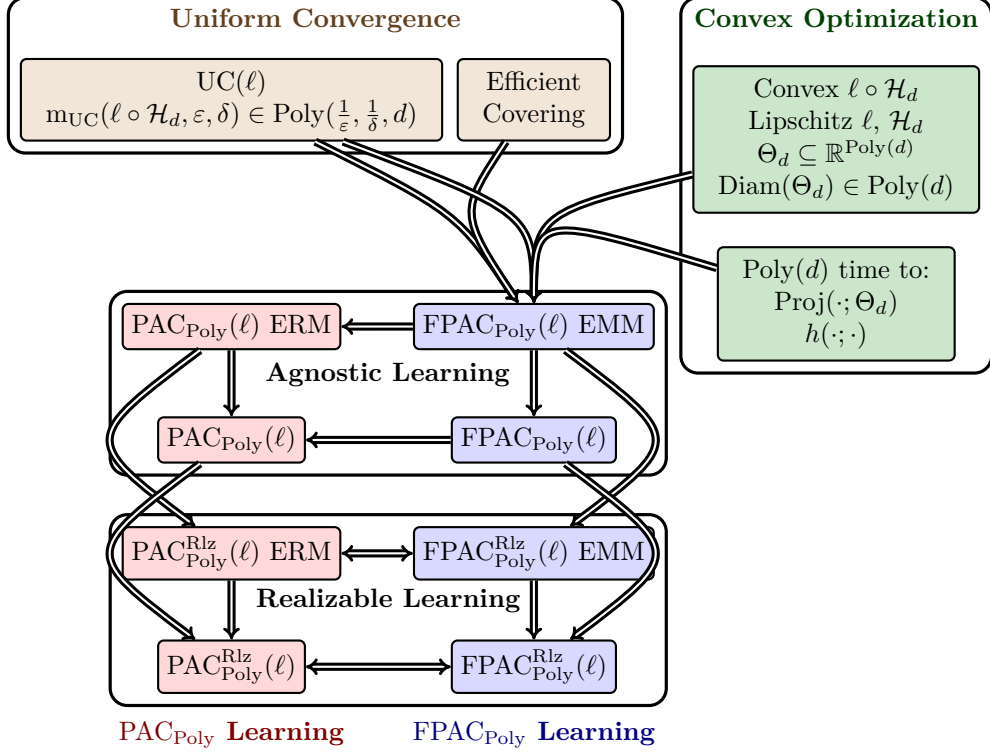 Uniform Convergence
UC(ℓ)
m_UC(ℓ ∘ ℋ_d, ε, δ) ∈ Poly(1/ε, 1/δ, d)
Efficient
Covering
Convex Optimization
Convex ℓ ∘ ℋ_d
Lipschitz ℓ, ℋ_d
Θ_d ⊆ ℝ^Poly(d)
Diam(Θ_d) ∈ Poly(d)
Poly(d) time to:
Proj(·; Θ_d)
h(·; ·)
PAC_Poly(ℓ) ERM
FPAC_Poly(ℓ) EMM
Agnostic Learning
PAC_Poly(ℓ)
FPAC_Poly(ℓ)
PAC^Rlz_Poly(ℓ) ERM
FPAC^Rlz_Poly(ℓ) EMM
Realizable Learning
PAC^Rlz_Poly(ℓ)
FPAC^Rlz_Poly(ℓ)
PAC_Poly Learning
FPAC_Poly Learning